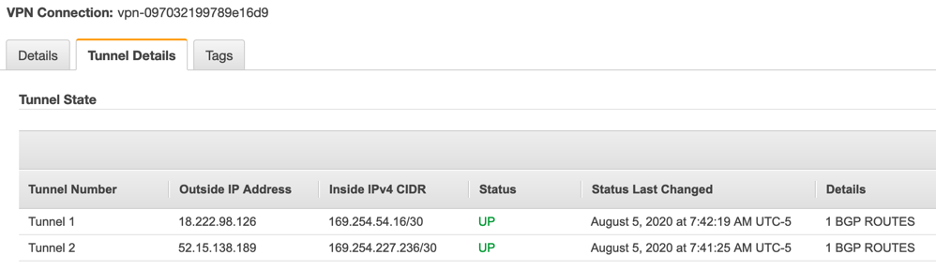 VPN Connection: vpn-097032199789e16d9
Details Tunnel Details Tags
Tunnel State
Tunnel Number Outside IP Address Inside IPv4 CIDR Status Status Last Changed Details
Tunnel 1 18.222.98.126 169.254.54.16/30 UP August 5, 2020 at 7:42:19 AM UTC-5 1 BGP ROUTES
Tunnel 2 52.15.138.189 169.254.227.236/30 UP August 5, 2020 at 7:41:25 AM UTC-5 1 BGP ROUTES